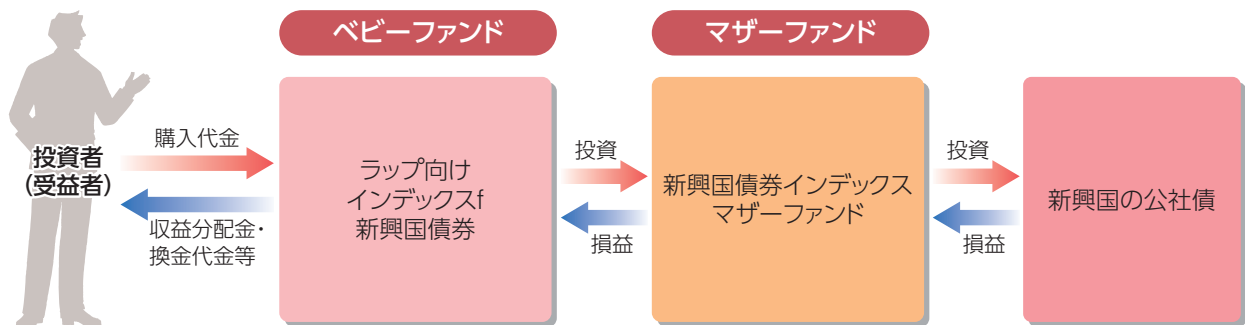 ベビーファンド
マザーファンド
投資者
(受益者)
購入代金
収益分配金・
換金代金等
ラップ向け
インデックスf
新興国債券
投資
損益
新興国債券インデックス
マザーファンド
投資
損益
新興国の公社債